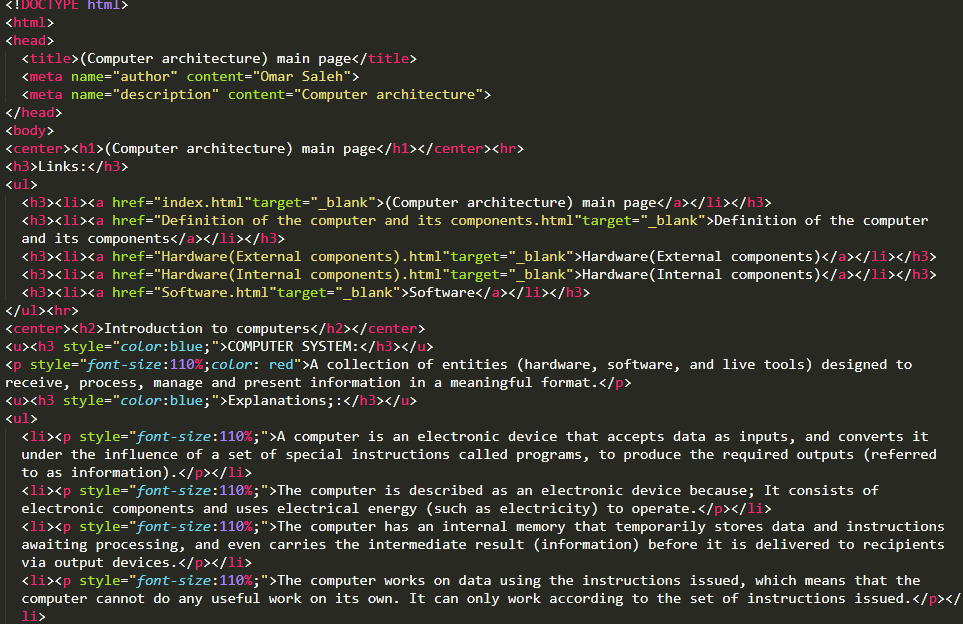 <!DOCTYPE html>
<html>
<head>
  <title>(Computer architecture) main page</title>
  <meta name="author" content="Omar Saleh">
  <meta name="description" content="Computer architecture">
</head>
<body>
<center><h1>(Computer architecture) main page</h1></center><hr>
<h3>Links:</h3>
<ul>
  <h3><li><a href="index.html"target="_blank">(Computer architecture) main page</a></li></h3>
  <h3><li><a href="Definition of the computer and its components.html"target="_blank">Definition of the computer
  and its components</a></li></h3>
  <h3><li><a href="Hardware(External components).html"target="_blank">Hardware(External components)</a></li></h3>
  <h3><li><a href="Hardware(Internal components).html"target="_blank">Hardware(Internal components)</a></li></h3>
  <h3><li><a href="Software.html"target="_blank">Software</a></li></h3>
</ul><hr>
<center><h2>Introduction to computers</h2></center>
<u><h3 style="color:blue;">COMPUTER SYSTEM:</h3></u>
<p style="font-size:110%;color: red">A collection of entities (hardware, software, and live tools) designed to
receive, process, manage and present information in a meaningful format.</p>
<u><h3 style="color:blue;">Explanations;:</h3></u>
<ul>
  <li><p style="font-size:110%;">A computer is an electronic device that accepts data as inputs, and converts it
  under the influence of a set of special instructions called programs, to produce the required outputs (referred
  to as information).</p></li>
  <li><p style="font-size:110%;">The computer is described as an electronic device because; It consists of
  electronic components and uses electrical energy (such as electricity) to operate.</p></li>
  <li><p style="font-size:110%;">The computer has an internal memory that temporarily stores data and instructions
  awaiting processing, and even carries the intermediate result (information) before it is delivered to recipients
  via output devices.</p></li>
  <li><p style="font-size:110%;">The computer works on data using the instructions issued, which means that the
  computer cannot do any useful work on its own. It can only work according to the set of instructions issued.</p></
  li>